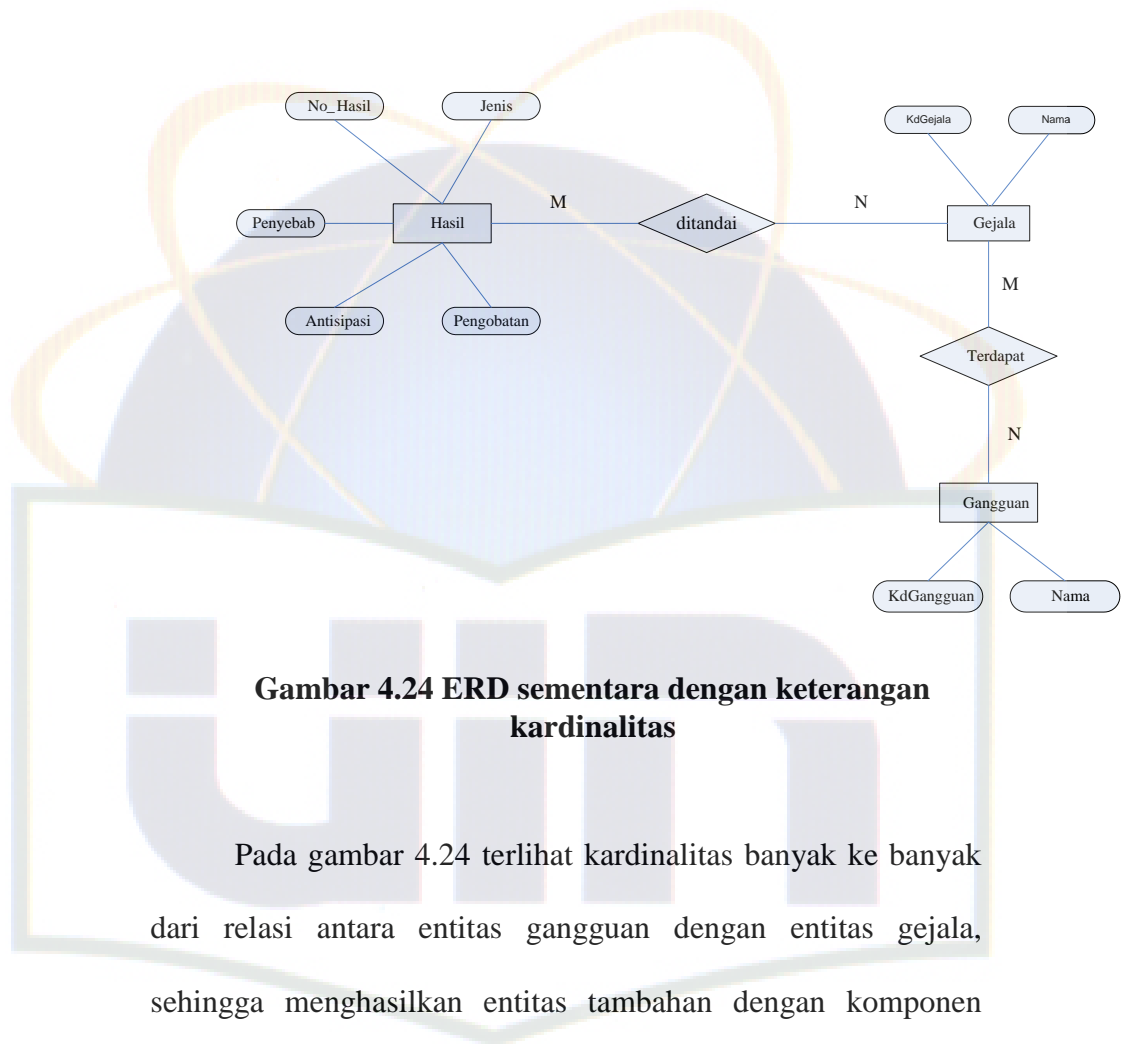 No_Hasil
Jenis
KdGejala
Nama
Penyebab
Hasil
M
ditandai
N
Gejala
Antisipasi
Pengobatan
M
Terdapat
N
Gangguan
KdGangguan
Nama
uin
Gambar 4.24 ERD sementara dengan keterangan
kardinalitas
Pada gambar 4.24 terlihat kardinalitas banyak ke banyak
dari relasi antara entitas gangguan dengan entitas gejala,
sehingga menghasilkan entitas tambahan dengan komponen